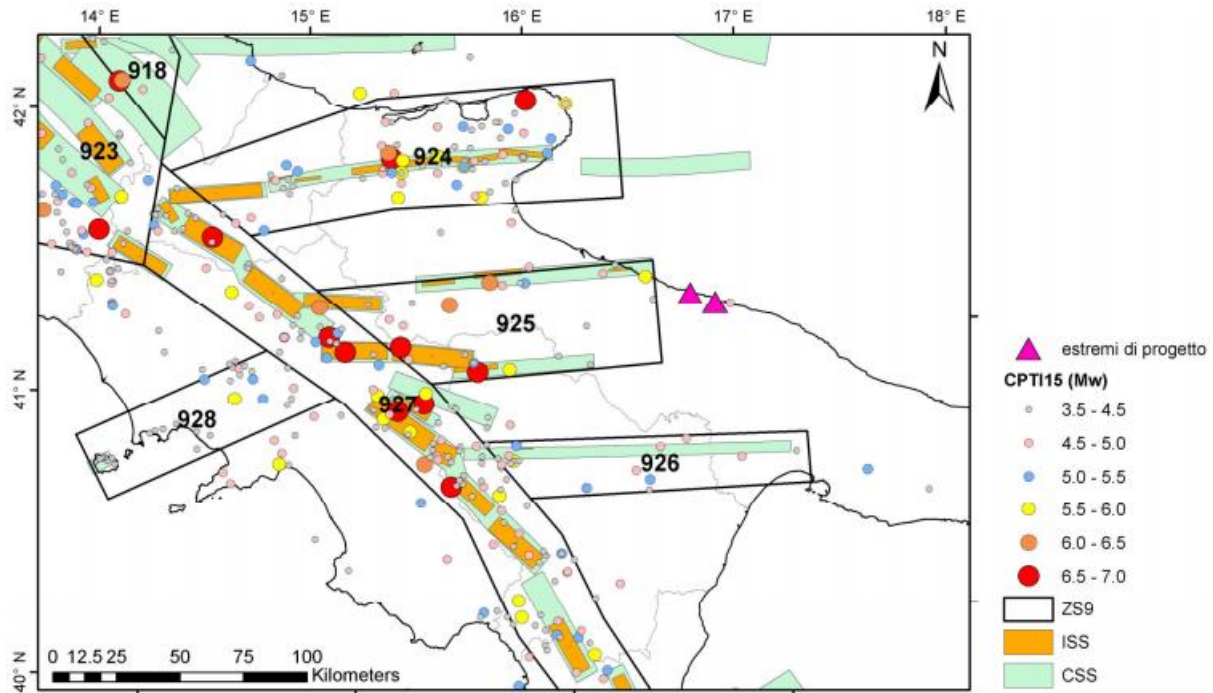 14° E 15° E 16° E 17° E 18° E
N
42° N
918
923
924
925
41° N
927
928
926
40° N
0 12.5 25 50 75 100
Kilometers
estremi di progetto
CPTI15 (Mw)
3.5 - 4.5
4.5 - 5.0
5.0 - 5.5
5.5 - 6.0
6.0 - 6.5
6.5 - 7.0
ZS9
ISS
CSS